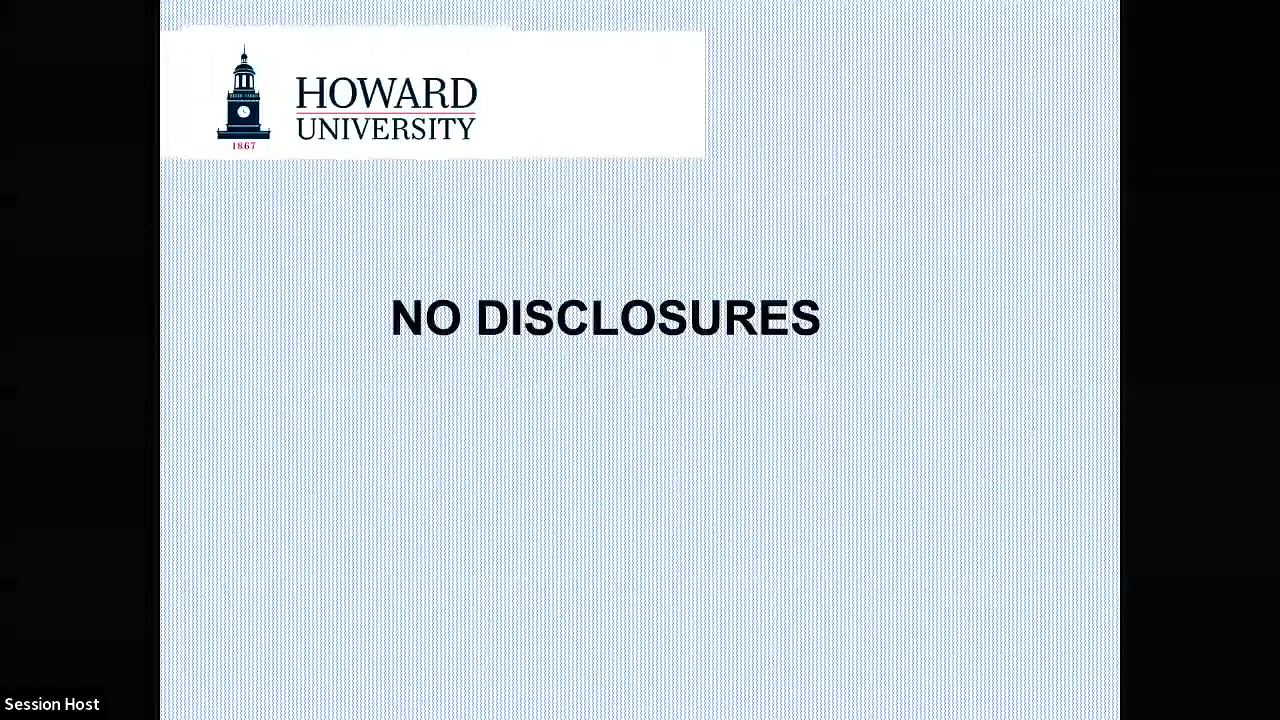 HOWARD
UNIVERSITY
1867
NO DISCLOSURES
Session Host